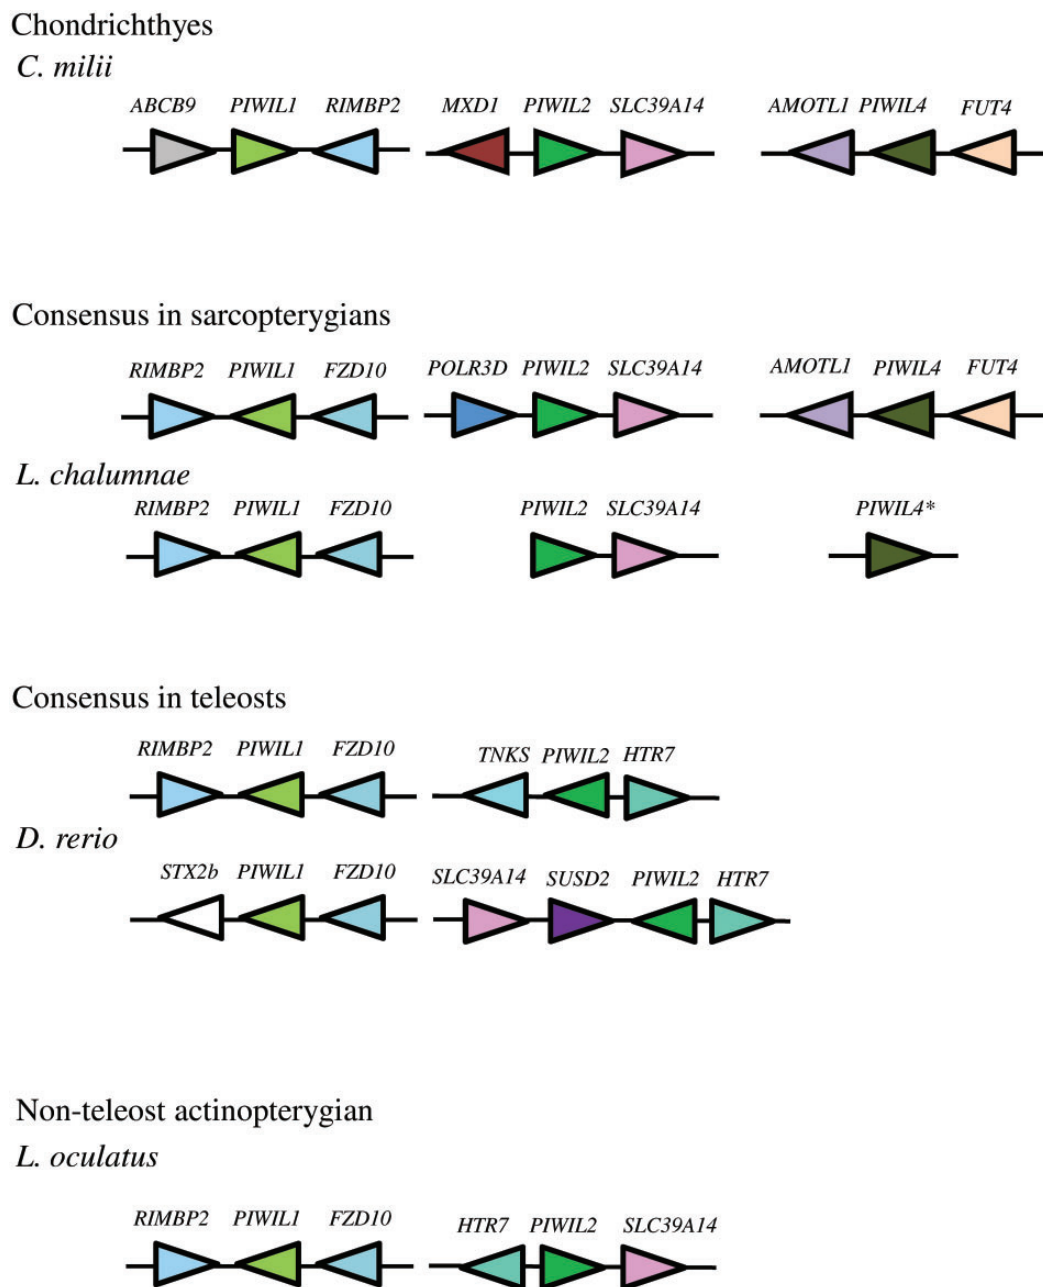 Chondrichthyes
C. milii
ABCB9 PIWIL1 RIMBP2 MXD1 PIWIL2 SLC39A14 AMOTL1 PIWIL4 FUT4
Consensus in sarcopterygians
RIMBP2 PIWIL1 FZD10 POLR3D PIWIL2 SLC39A14 AMOTL1 PIWIL4 FUT4
L. chalumnae
RIMBP2 PIWIL1 FZD10 PIWIL2 SLC39A14 PIWIL4*
Consensus in teleosts
RIMBP2 PIWIL1 FZD10 TNKS PIWIL2 HTR7
D. rerio
STX2b PIWIL1 FZD10 SLC39A14 SUSD2 PIWIL2 HTR7
Non-teleost actinopterygian
L. oculatus
RIMBP2 PIWIL1 FZD10 HTR7 PIWIL2 SLC39A14